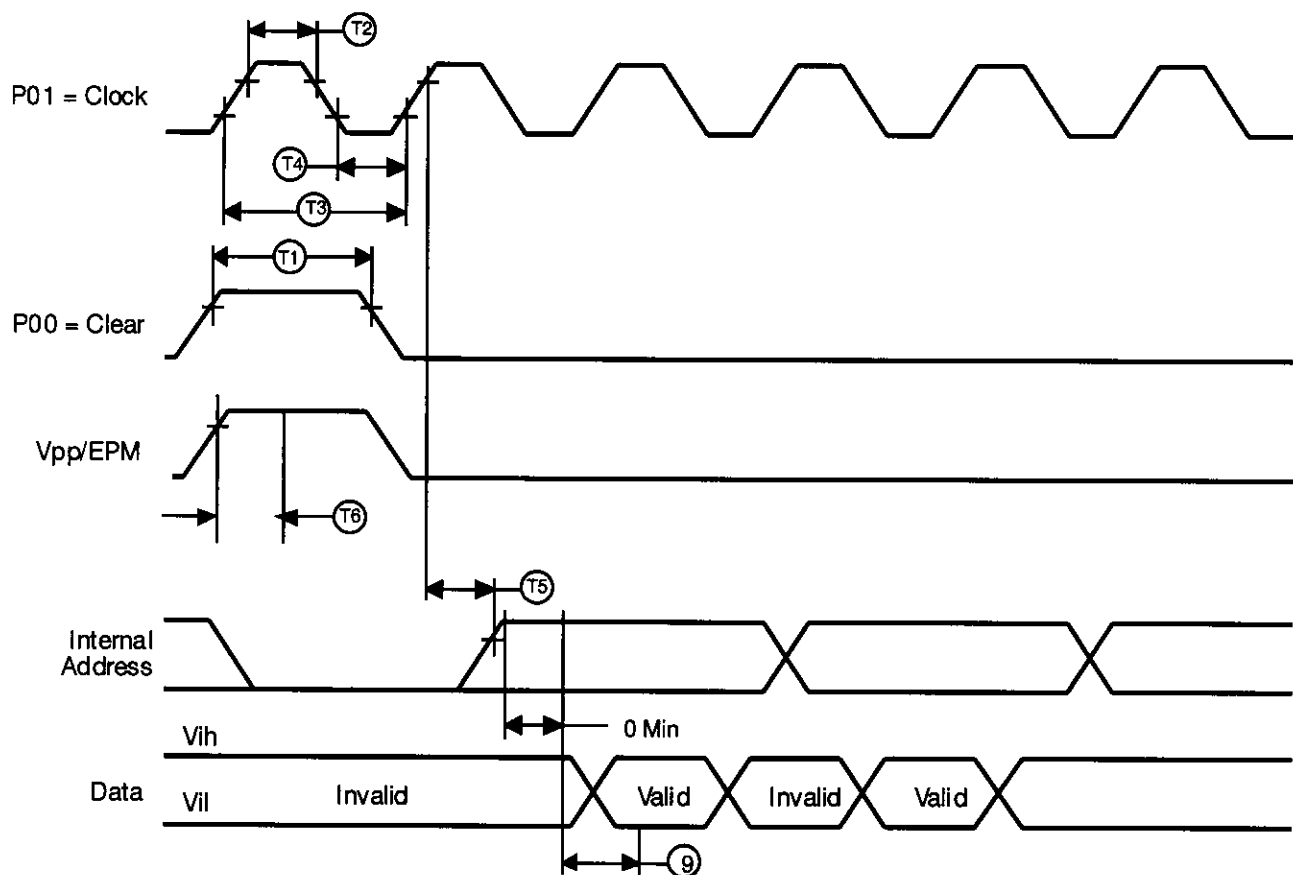 T2
P01 = Clock
T4
T3
T1
P00 = Clear
Vpp/EPM
T6
T5
Internal
Address
0 Min
Vih
Data
Vil
Invalid
Valid
Invalid
Valid
9